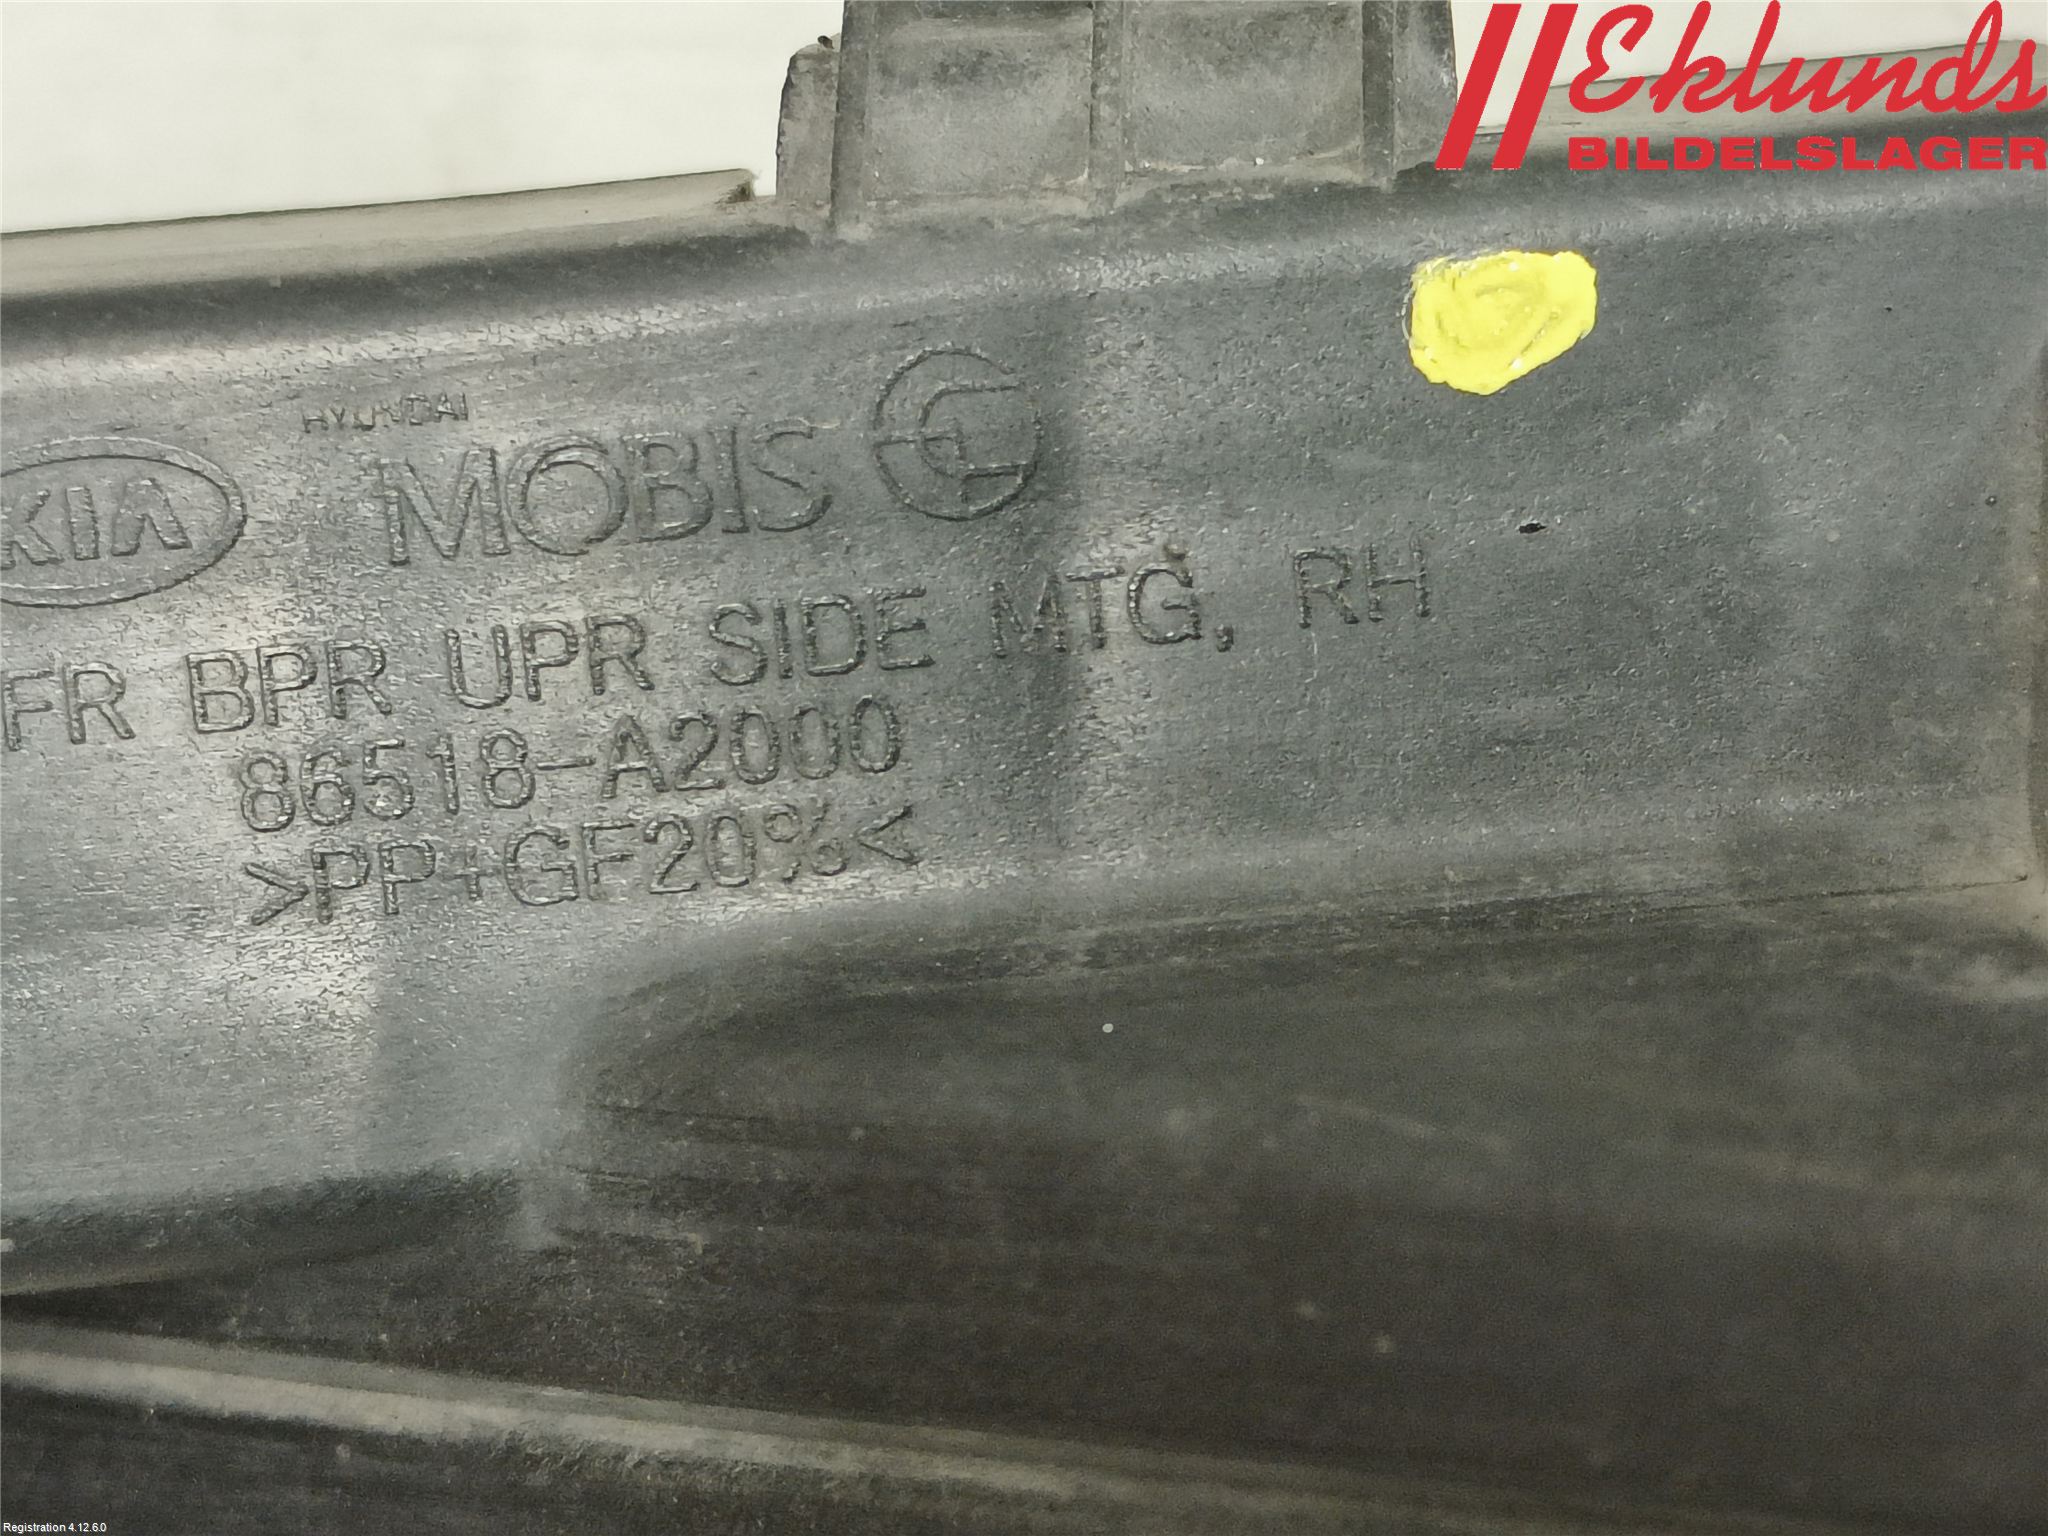 Eklunds
BILDELSLAGER
HYUNDAI
KIA MOBIS
FR BPR UPR SIDE MTG, RH
86518-A2000
>PP+GF20%<
Registration 4.12.6.0